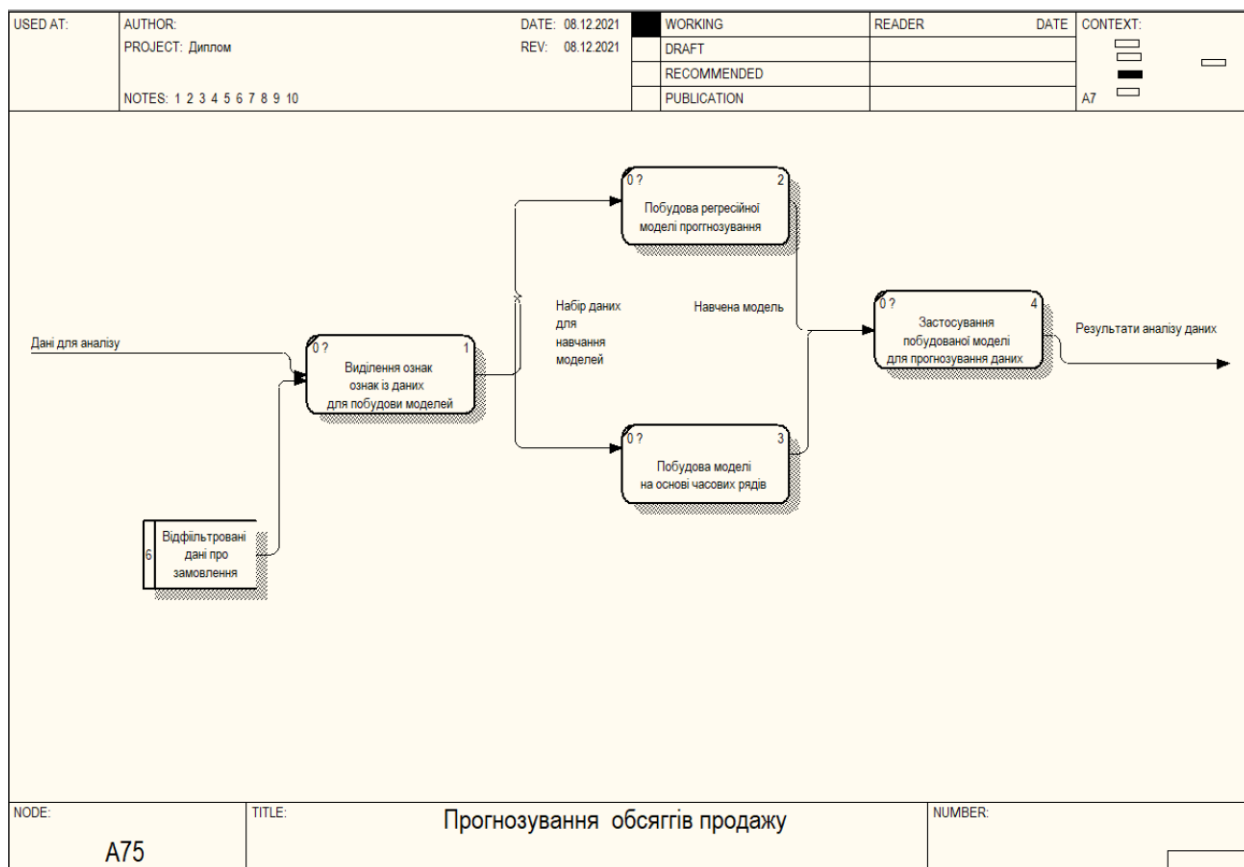 USED AT:
AUTHOR:
DATE: 08.12.2021
PROJECT: Диплом
REV: 08.12.2021
NOTES: 1 2 3 4 5 6 7 8 9 10
WORKING
DRAFT
RECOMMENDED
PUBLICATION
READER
DATE
CONTEXT:
A7
0 ?
2
Побудова регресійної
моделі проггнозування
Дані для аналізу
0 ?
1
Виділення ознак
ознак із даних
для побудови моделей
Набір даних
для
навчання
моделей
Навчена модель
0 ?
4
Застосування
побудованої моделі
для прогнозування даних
Результати аналізу даних
0 ?
3
Побудова моделі
на основі часових рядів
6
Відфіільтровані
дані про
замовлення
NODE:
A75
TITLE:
Прогнозування обсяггів продажу
NUMBER: